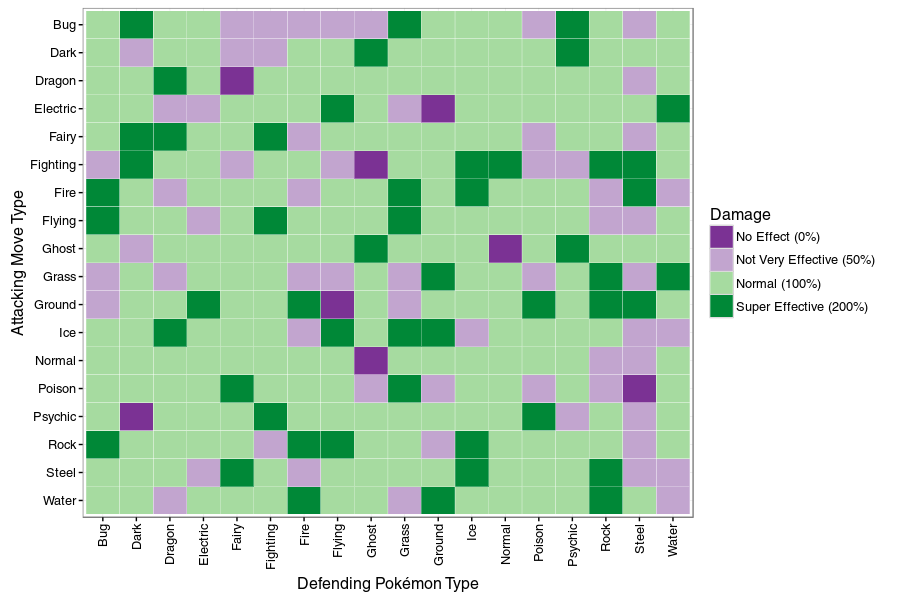 Attacking Move Type
Bug
Dark
Dragon
Electric
Fairy
Fighting
Fire
Flying
Ghost
Grass
Ground
Ice
Normal
Poison
Psychic
Rock
Steel
Water
Bug
Dark
Dragon
Electric
Fairy
Fighting
Fire
Flying
Ghost
Grass
Ground
Ice
Normal
Poison
Psychic
Rock
Steel
Water
Defending Pokémon Type
Damage
No Effect (0%)
Not Very Effective (50%)
Normal (100%)
Super Effective (200%)